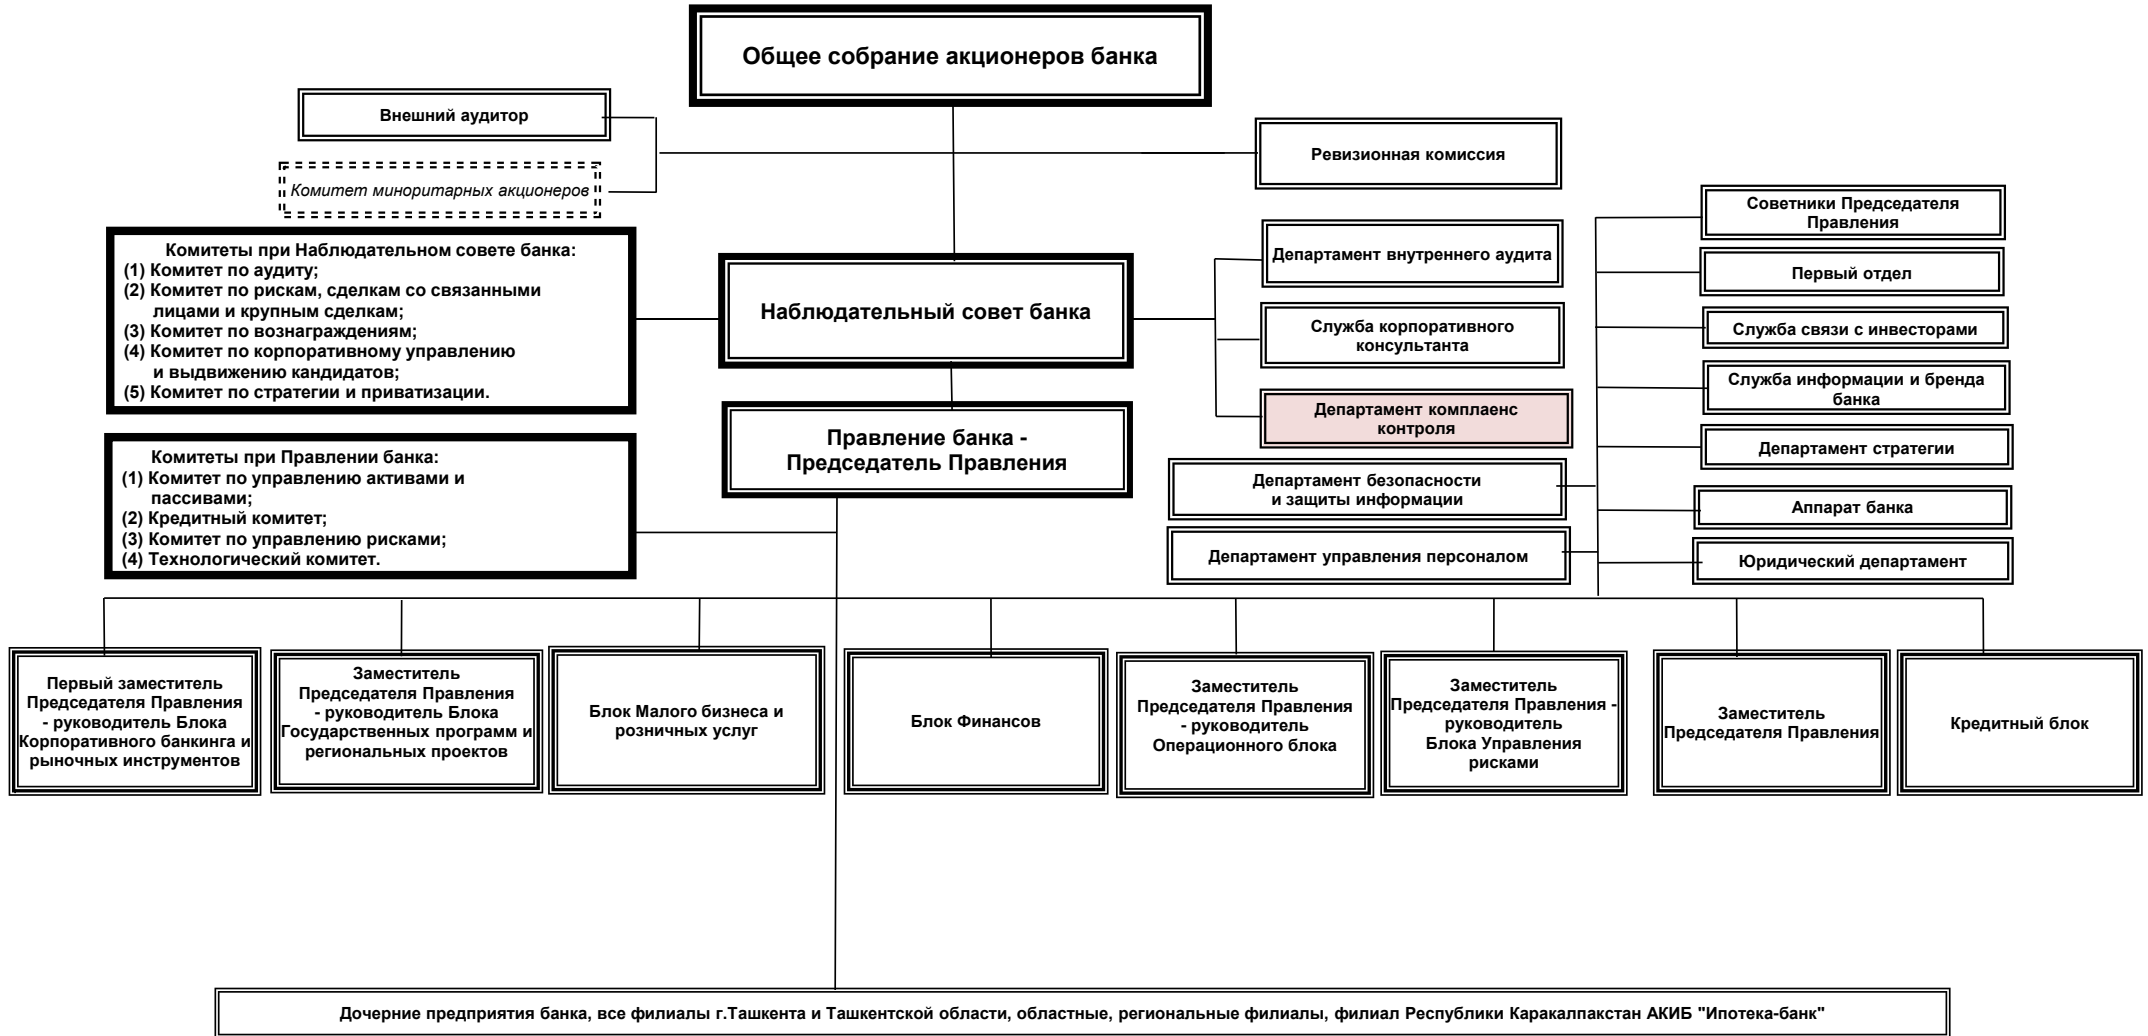 Общее собрание акционеров банка
Внешний аудитор
Ревизионная комиссия
Комитет миноритарных акционеров
Комитеты при Наблюдательном совете банка:
(1) Комитет по аудиту;
(2) Комитет по рискам, сделкам со связанными
лицами и крупным сделкам;
(3) Комитет по вознаграждениям;
(4) Комитет по корпоративному управлению
и выдвижению кандидатов;
(5) Комитет по стратегии и приватизации.
Наблюдательный совет банка
Департамент внутреннего аудита
Служба корпоративного
консультанта
Департамент комплаенс
контроля
Советники Председателя
Правления
Первый отдел
Служба связи с инвесторами
Служба информации и бренда
банка
Департамент стратегии
Аппарат банка
Юридический департамент
Комитеты при Правлении банка:
(1) Комитет по управлению активами и
пассивами;
(2) Кредитный комитет;
(3) Комитет по управлению рисками;
(4) Технологический комитет.
Правление банка -
Председатель Правления
Департамент безопасности
и защиты информации
Департамент управления персоналом
Первый заместитель
Председателя Правления
- руководитель Блока
Корпоративного банкинга и
рыночных инструментов
Заместитель
Председателя Правления
- руководитель Блока
Государственных программ и
региональных проектов
Блок Малого бизнеса и
розничных услуг
Блок Финансов
Заместитель
Председателя Правления
- руководитель
Операционного блока
Заместитель
Председателя Правления -
руководитель
Блока Управления
рисками
Заместитель
Председателя Правления
Кредитный блок
Дочерние предприятия банка, все филиалы г.Ташкента и Ташкентской области, областные, региональные филиалы, филиал Республики Каракалпакстан АКИБ "Ипотека-банк"